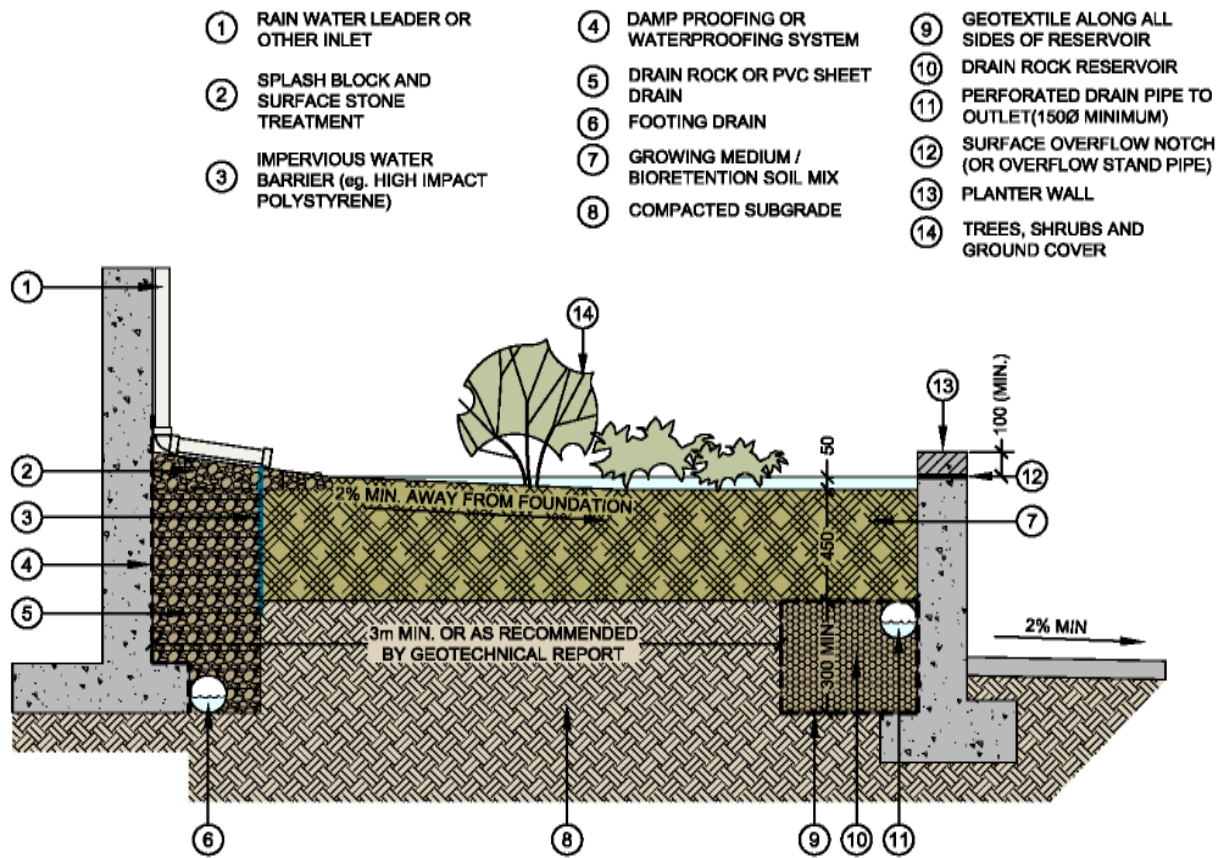 1 RAIN WATER LEADER OR
OTHER INLET
2 SPLASH BLOCK AND
SURFACE STONE
TREATMENT
3 IMPERVIOUS WATER
BARRIER (eg. HIGH IMPACT
POLYSTYRENE)
4 DAMP PROOFING OR
WATERPROOFING SYSTEM
5 DRAIN ROCK OR PVC SHEET
DRAIN
6 FOOTING DRAIN
7 GROWING MEDIUM /
BIORETENTION SOIL MIX
8 COMPACTED SUBGRADE
9 GEOTEXTILE ALONG ALL
SIDES OF RESERVOIR
10 DRAIN ROCK RESERVOIR
11 PERFORATED DRAIN PIPE TO
OUTLET(150Ø MINIMUM)
12 SURFACE OVERFLOW NOTCH
(OR OVERFLOW STAND PIPE)
13 PLANTER WALL
14 TREES, SHRUBS AND
GROUND COVER
1
14
13
100 (MIN.)
50
2
12
2% MIN. AWAY FROM FOUNDATION
3
7
450
4
5
3m MIN. OR AS RECOMMENDED
BY GEOTECHNICAL REPORT
300 MIN
2% MIN
6
8
9
10
11